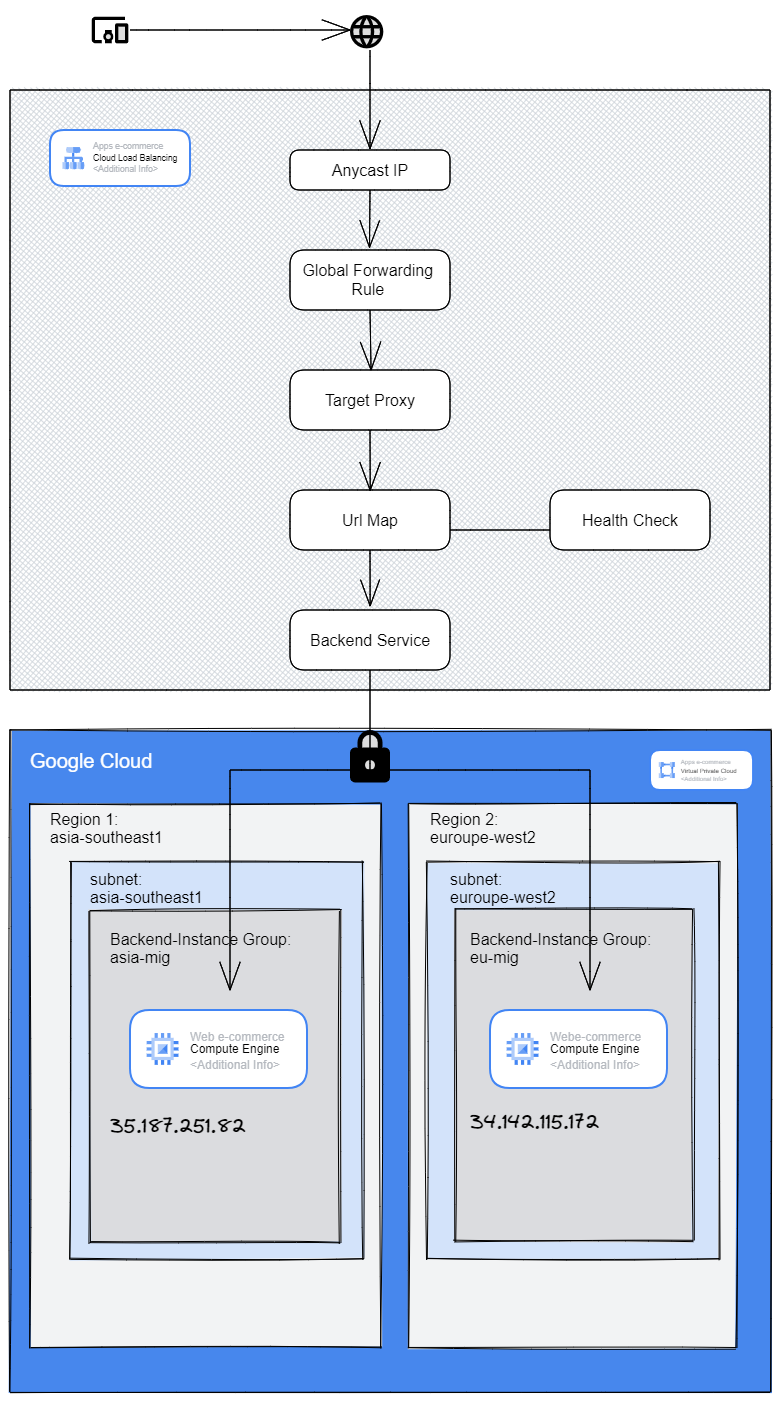 Apps e-commerce
Cloud Load Balancing
<Additional Info>
Anycast IP
Global Forwarding
Rule
Target Proxy
Url Map
Health Check
Backend Service
Google Cloud
Apps e-commerce
Virtual Private Cloud
<Additional Info>
Region 1:
asia-southeast1
subnet:
asia-southeast1
Backend-Instance Group:
asia-mig
Web e-commerce
Compute Engine
<Additional Info>
35.187.251.82
Region 2:
euroupe-west2
subnet:
euroupe-west2
Backend-Instance Group:
eu-mig
Webe-commerce
Compute Engine
<Additional Info>
34.142.115.172